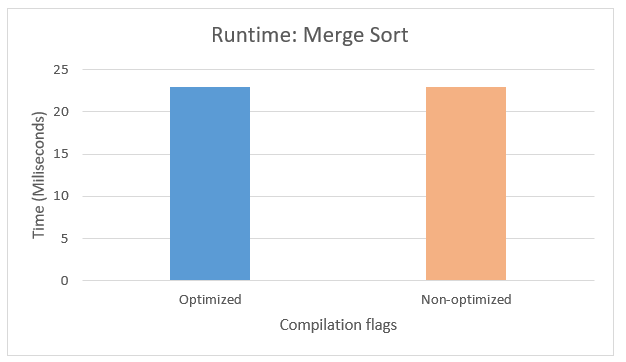 Runtime: Merge Sort
25
20
15
10
5
0
Time (Miliseconds)
Optimized
Non-optimized
Compilation flags